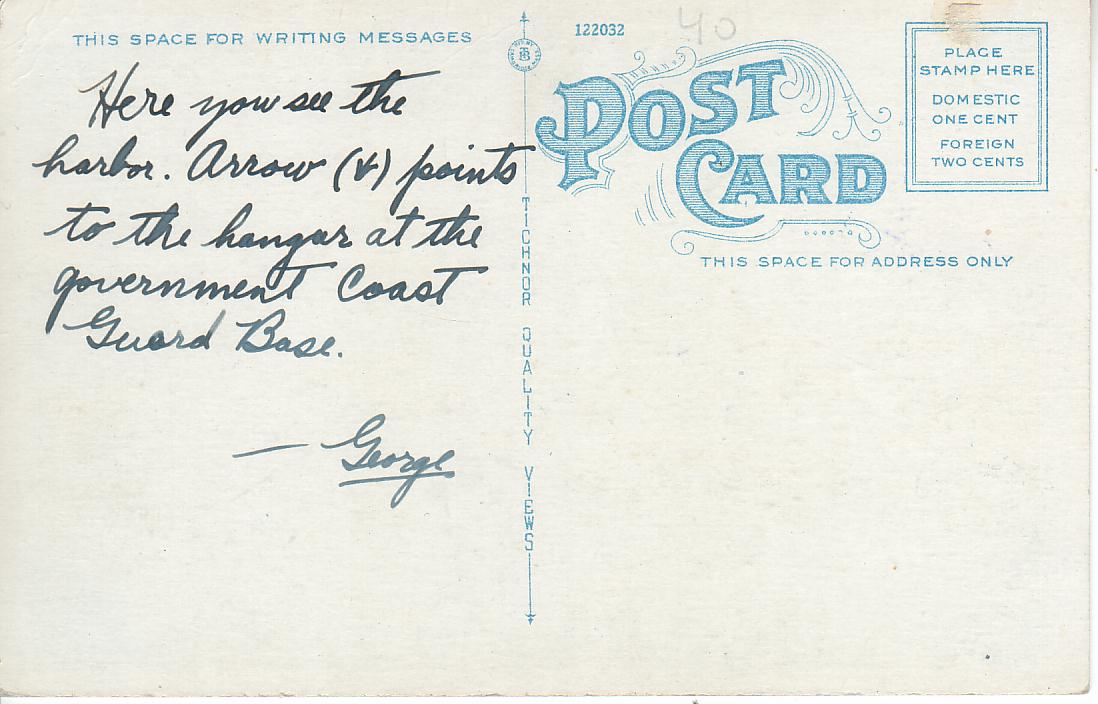 THIS SPACE FOR WRITING MESSAGES
Here you see the
harbor. Arrow (↓) points
to the hangar at the
government Coast
Guard Base.
— George
TICHNOR QUALITY VIEWS
122032
40
POST
CARD
THIS SPACE FOR ADDRESS ONLY
PLACE
STAMP HERE
DOMESTIC
ONE CENT
FOREIGN
TWO CENTS